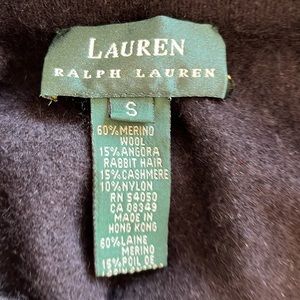 LAUREN
RALPH LAUREN
S
60% MERINO
WOOL
15% ANGORA
RABBIT HAIR
15% CASHMERE
10% NYLON
RN 54050
CA 08349
MADE IN
HONG KONG
60% LAINE
MERINO
15% POIL DE